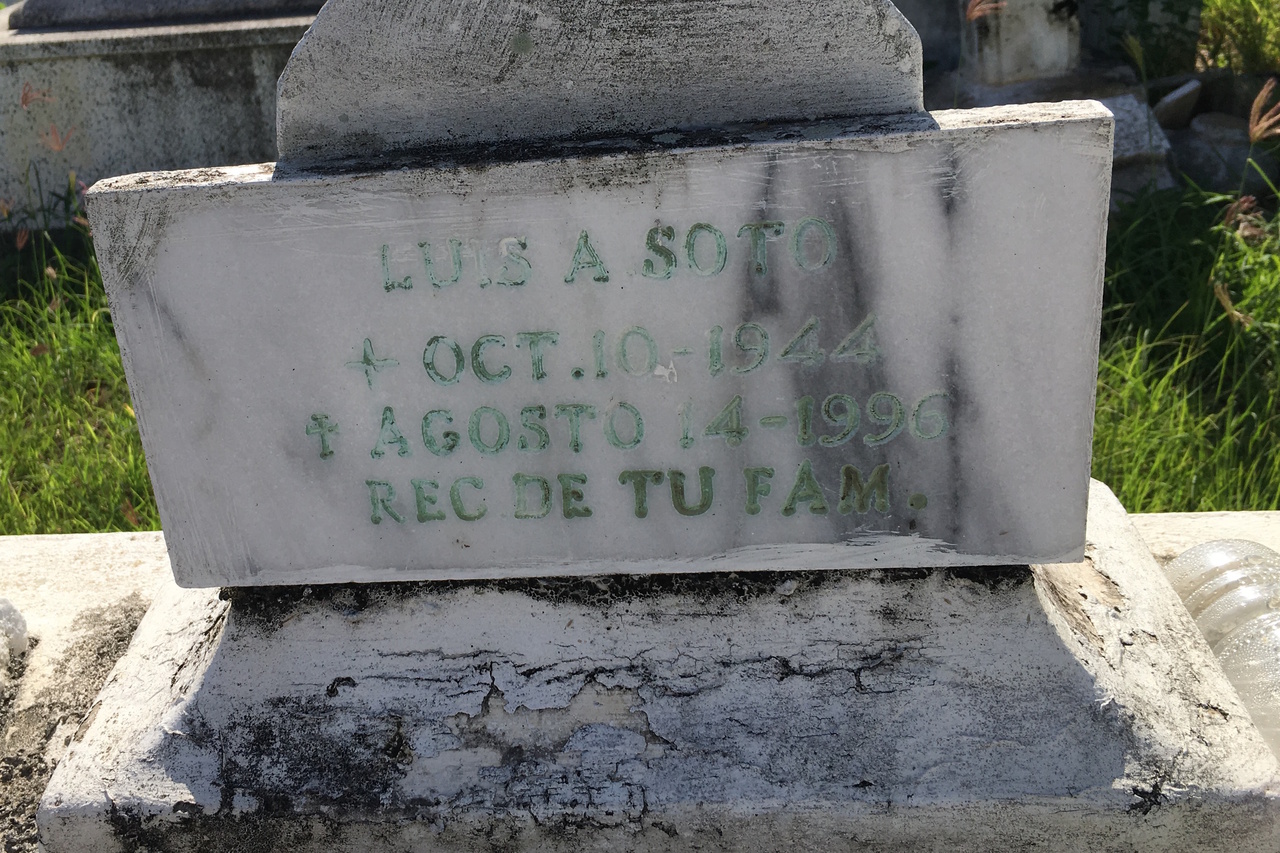 LUIS A SOTO
OCT.10-1944
✝ AGOSTO 14-1996
REC DE TU FAM.